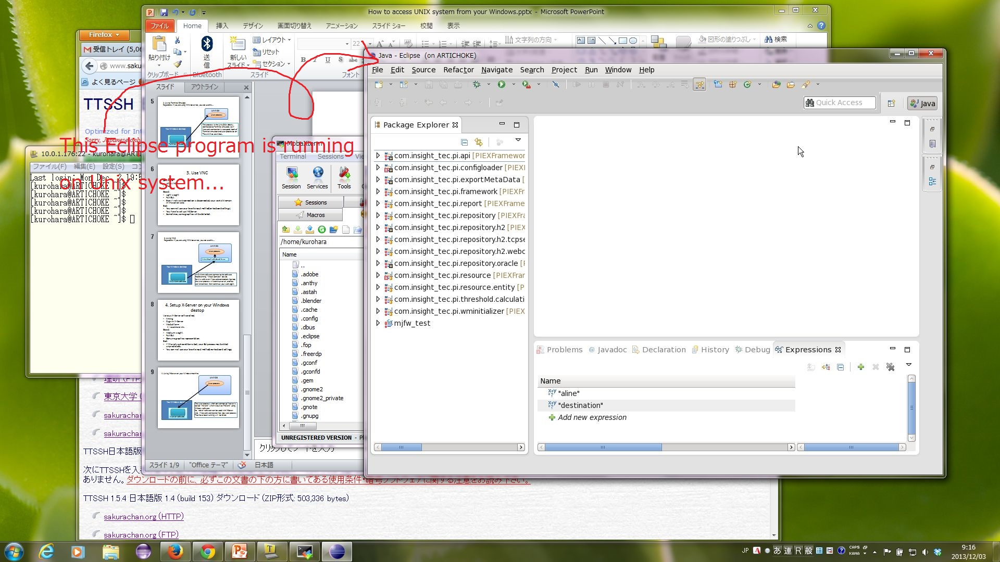 How to access UNIX system from your Windows.pptx - Microsoft PowerPoint
ファイル Home 挿入 デザイン 画面切り替え アニメーション スライド ショー 校閲 表示
貼り付け
送信
新しい
スライド
レイアウト
リセット
セクション
22
B I U S abc
文字列の方向
図形の塗りつぶし
検索
クリップボード Bluetooth スライド フォント
スライド アウトライン
Firefox
受信トレイ (5,06
www.saku
よく見るページ
TTSSH
Optimized for Int
Sorry, Japanese only
This Eclipse program is running
on Unix system...
10.0.1.176:22 - kurohara@ART
ファイル(F) 編集(E) 設定(S) コン
Last login: Mon Dec 2 19:5
[kurohara@ARTICHOKE ~]$
[kurohara@ARTICHOKE ~]$
[kurohara@ARTICHOKE ~]$
[kurohara@ARTICHOKE ~]$
[kurohara@ARTICHOKE ~]$
5
6
3. Use VNC
7
8
4. Setup X-Server on your Windows
destop
9
スライド 1/9 "Office テーマ" 日本語
クリックしてノートを入力
MobaXterm
Terminal Sessions
Session Services Tools
Sessions
Macros
/home/kurohara
Name
..
.adobe
.anthy
.astah
.blender
.cache
.config
.dbus
.eclipse
.fop
.freerdp
.gconf
.gconfd
.gem
.gnome2
.gnome2_private
.gnote
.gnupg
UNREGISTERED VERSION -
Java - Eclipse (on ARTICHOKE)
File Edit Source Refactor Navigate Search Project Run Window Help
Quick Access
Java
Package Explorer
com.insight_tec.pi.api [PIEXFramewor
com.insight_tec.pi.configloader [PIEXI
com.insight_tec.pi.exportMetaData [
com.insight_tec.pi.framework [PIEXFr
com.insight_tec.pi.report [PIEXFrame
com.insight_tec.pi.repository [PIEXFra
com.insight_tec.pi.repository.h2 [PIEX
com.insight_tec.pi.repository.h2.tcpse
com.insight_tec.pi.repository.h2.webc
com.insight_tec.pi.repository.oracle [P
com.insight_tec.pi.resource [PIEXFran
com.insight_tec.pi.resource.entity [P
com.insight_tec.pi.threshold.calculati
com.insight_tec.pi.wminitializer [PIEX
mjfw_test
Problems Javadoc Declaration History Debug Expressions
Name
"aline"
"destination"
Add new expression
理研 (FTP
東京大学 (
sakurachan
sakurachan
TTSSH日本語版
次にTTSSHを入
ありません。ダウンロードの前に、必ずこの文書の下の方に書いてある使用条件・暗号ソフトウェアに関する注意をお読み下さい。
TTSSH 1.5.4 日本語版 1.4 (build 153) ダウンロード (ZIP形式: 503,336 bytes)
sakurachan.org (HTTP)
sakurachan.org (FTP)
JP A あ 連 R 般 CAPS KANA
9:16
2013/12/03